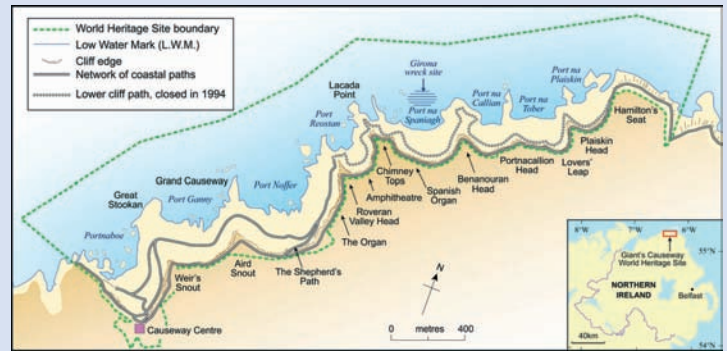 World Heritage Site boundary
Low Water Mark (L.W.M.)
Cliff edge
Network of coastal paths
Lower cliff path, closed in 1994
Girona
wreck site
Lacada
Point
Port
Reostan
Port na
Spaniagh
Port na
Callian
Port na
Tober
Port na
Plaiskin
Hamilton's
Seat
Plaiskin
Head
Lovers'
Leap
Portnacallion
Head
Benanouran
Head
Spanish
Organ
Chimney
Tops
Amphitheatre
Roveran
Valley Head
The Organ
Grand Causeway
Port Noffer
Great
Stookan
Port Ganny
Portnaboe
The Shepherd's
Path
Aird
Snout
Weir's
Snout
Causeway Centre
N
0 metres 400
8°W
6°W
55°N
Giant's Causeway
World Heritage Site
NORTHERN
IRELAND
Belfast
40km
54°N